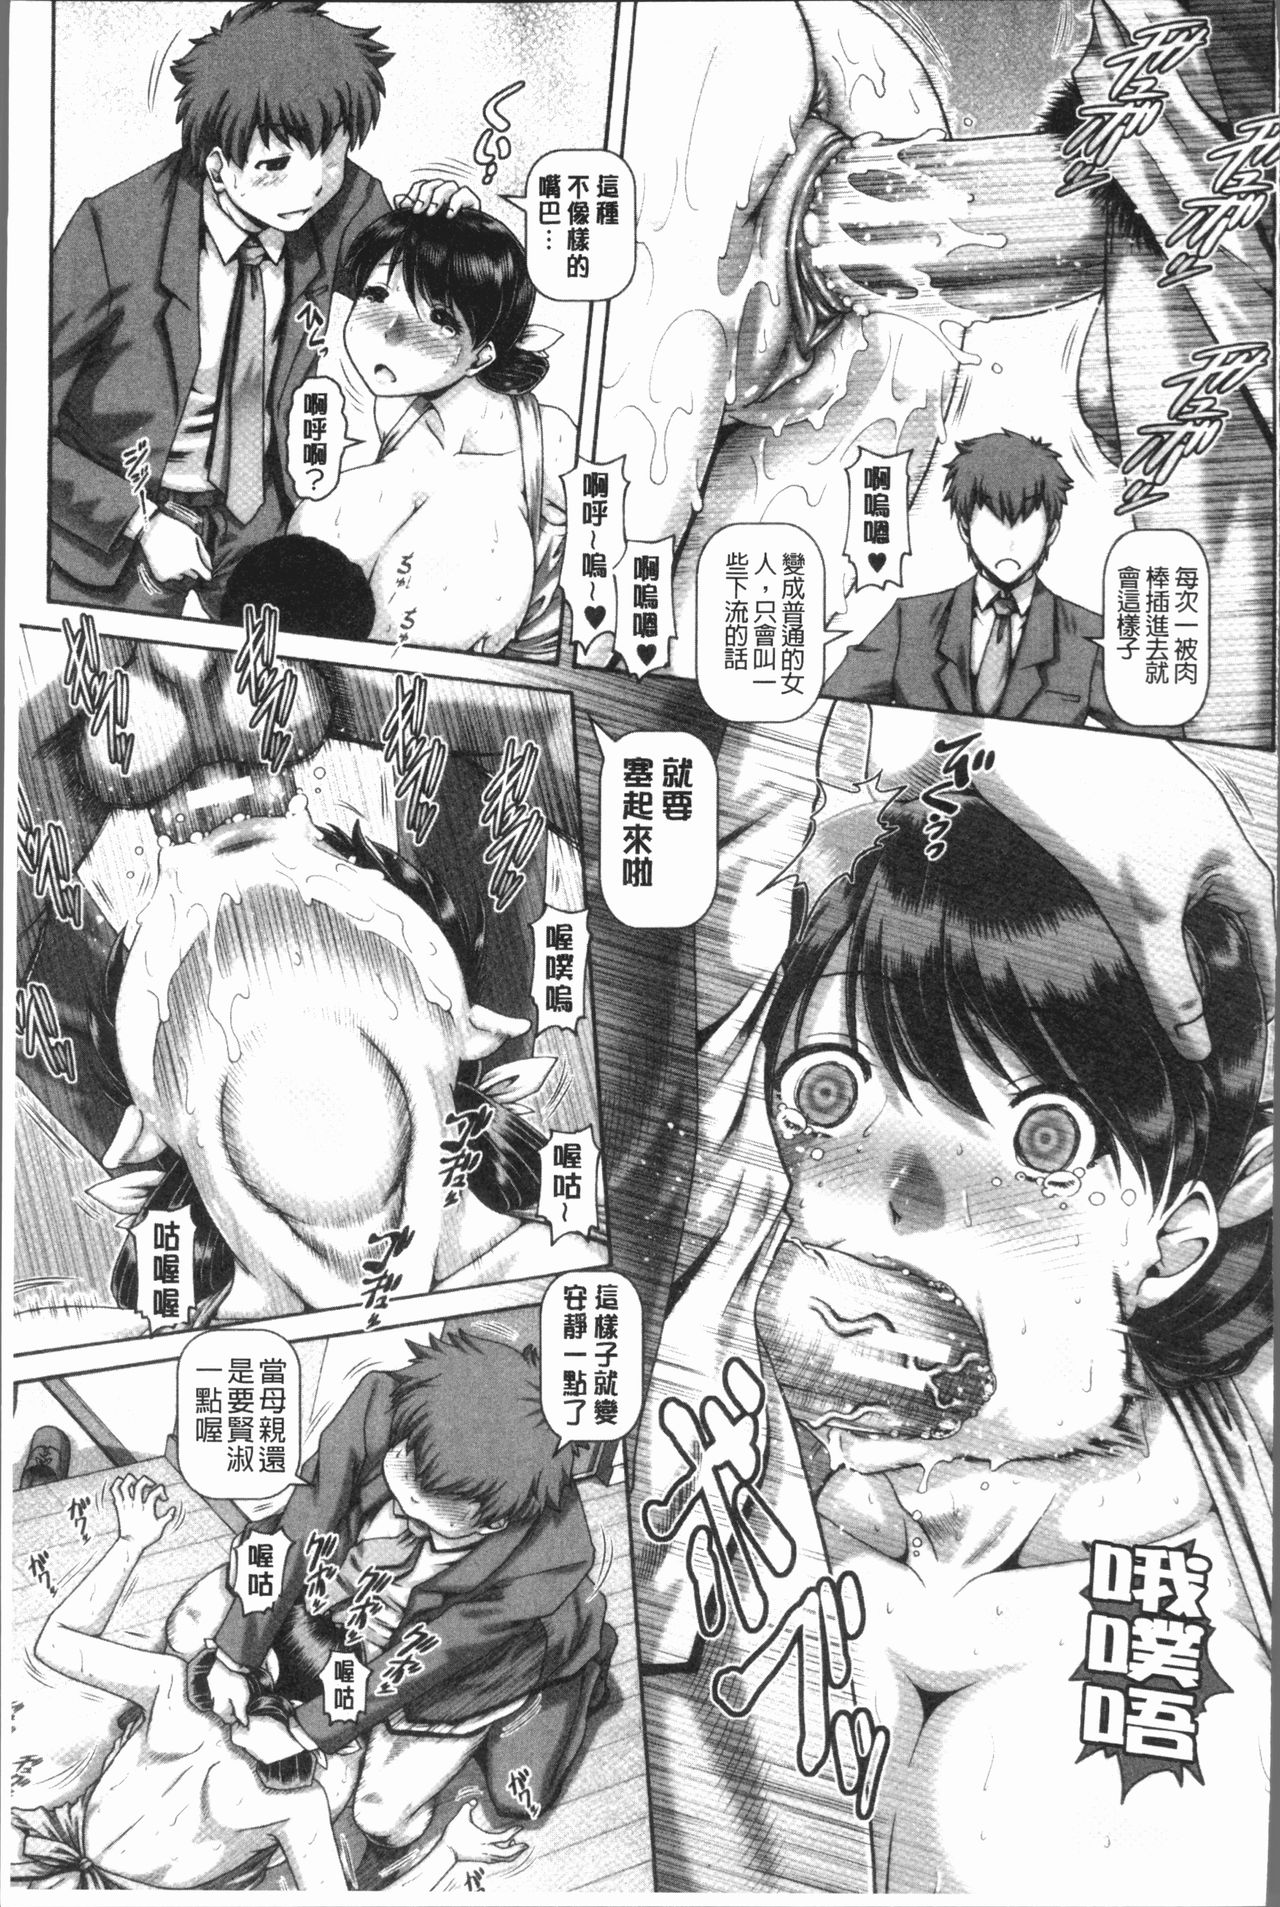 每次一被肉
棒插進去就
會這樣子
啊嗚嗯♥
變成普通的女
人，只會叫一
些下流的話
啊嗚嗯♥
啊呼～嗚～♥
這種
不像樣的
嘴巴…
啊呼啊？
就要
塞起來啦
哦噗唔
喔噗嗚
喔咕～
咕喔喔
這樣子就變
安靜一點了
當母親還
是要賢淑
一點喔
喔咕
喔咕